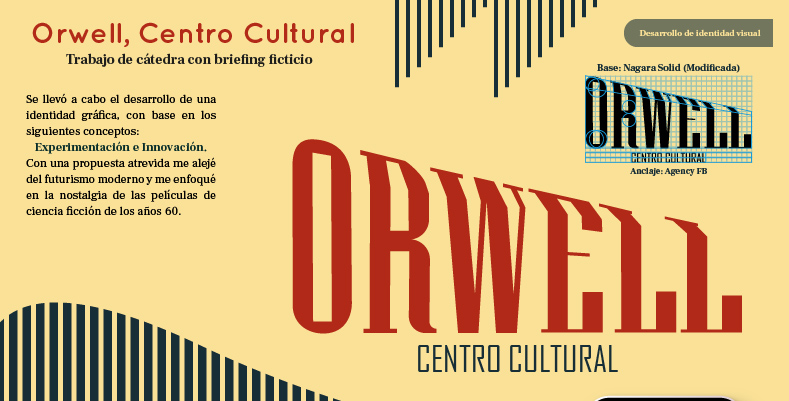 Orwell, Centro Cultural
Trabajo de cátedra con briefing ficticio
Desarrollo de identidad visual
Se llevó a cabo el desarrollo de una
identidad gráfica, con base en los
siguientes conceptos:
Experimentación e Innovación.
Con una propuesta atrevida me alejé
del futurismo moderno y me enfoqué
en la nostalgia de las películas de
ciencia ficción de los años 60.
Base: Nagara Solid (Modificada)
ORWELL
CENTRO CULTURAL
Anclaje: Agency FB
ORWELL
CENTRO CULTURAL